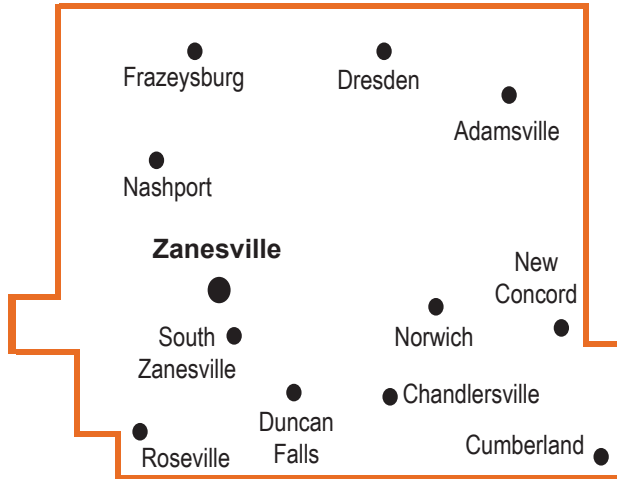 Frazeysburg
Dresden
Adamsville
Nashport
Zanesville
New
Concord
South
Zanesville
Norwich
Chandlersville
Duncan
Falls
Roseville
Cumberland